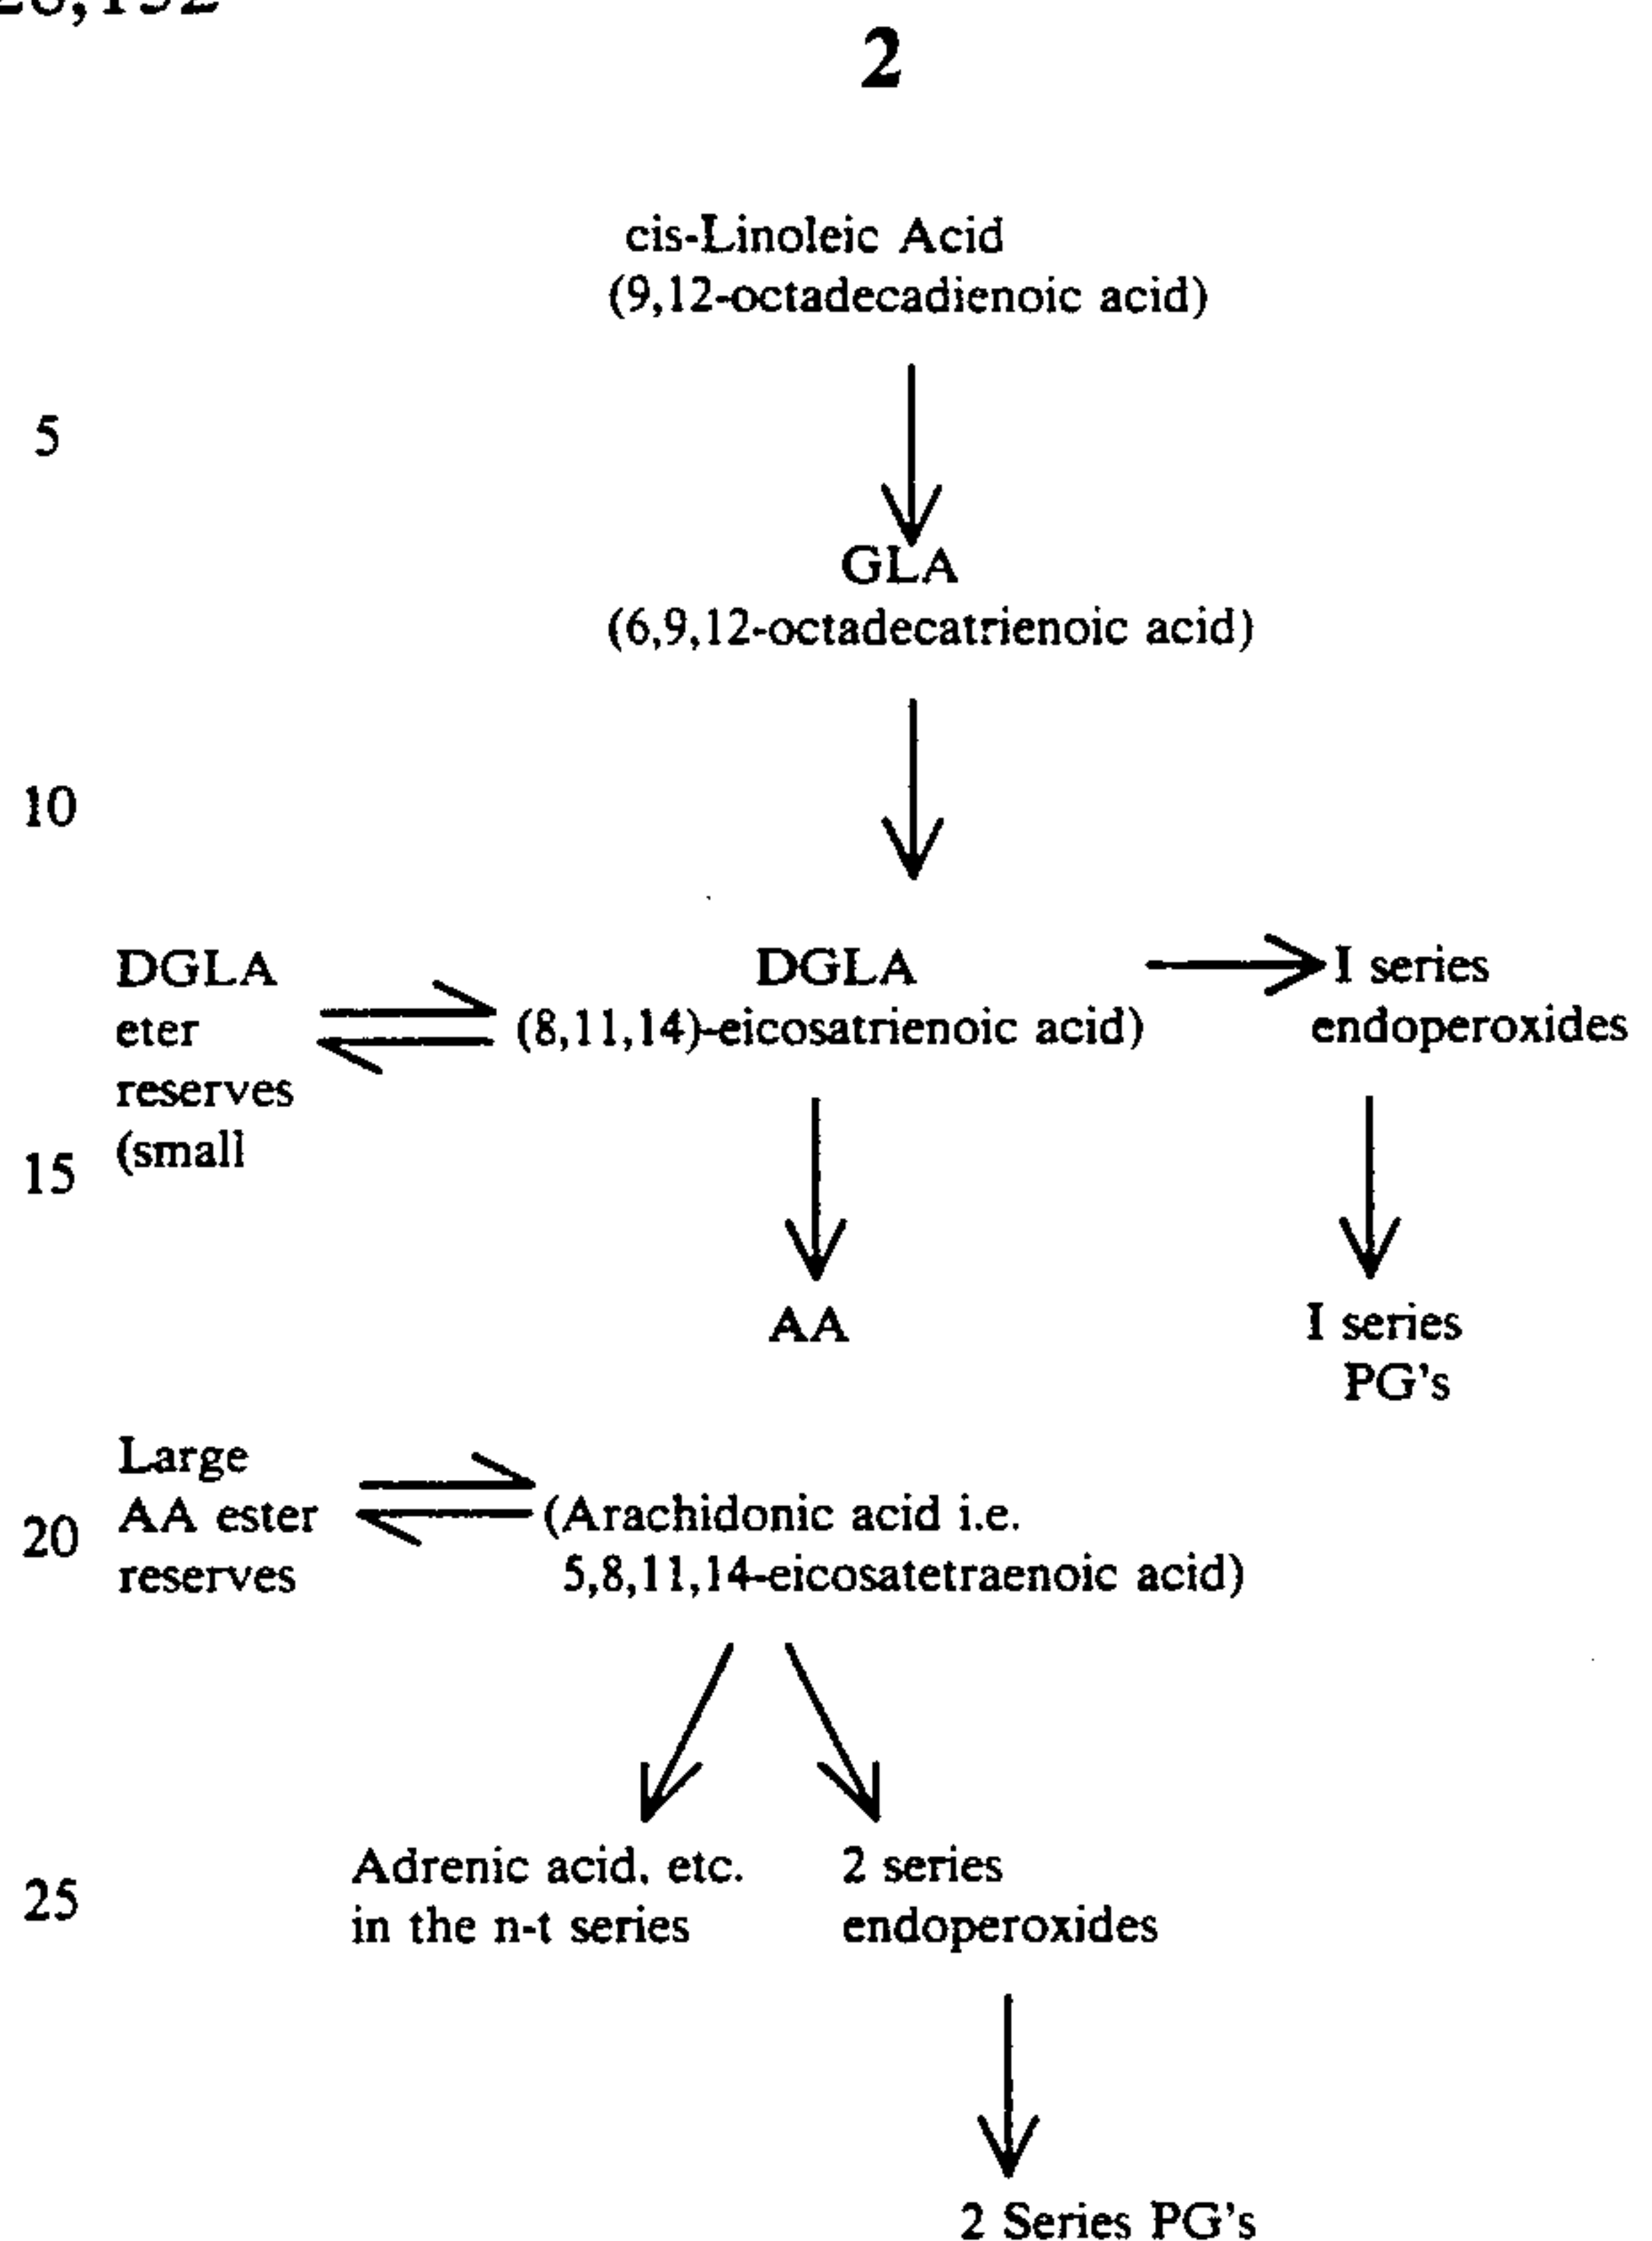 2
cis-Linoleic Acid
(9,12-octadecadienoic acid)
5
GLA
(6,9,12-octadecatrienoic acid)
10
DGLA
eter
reserves
(small
DGLA
(8,11,14)-eicosatrienoic acid)
I series
endoperoxides
15
AA
I series
PG's
Large
AA ester
reserves
20
(Arachidonic acid i.e.
5,8,11,14-eicosatetraenoic acid)
Adrenic acid, etc.
in the n-t series
2 series
endoperoxides
25
2 Series PG's